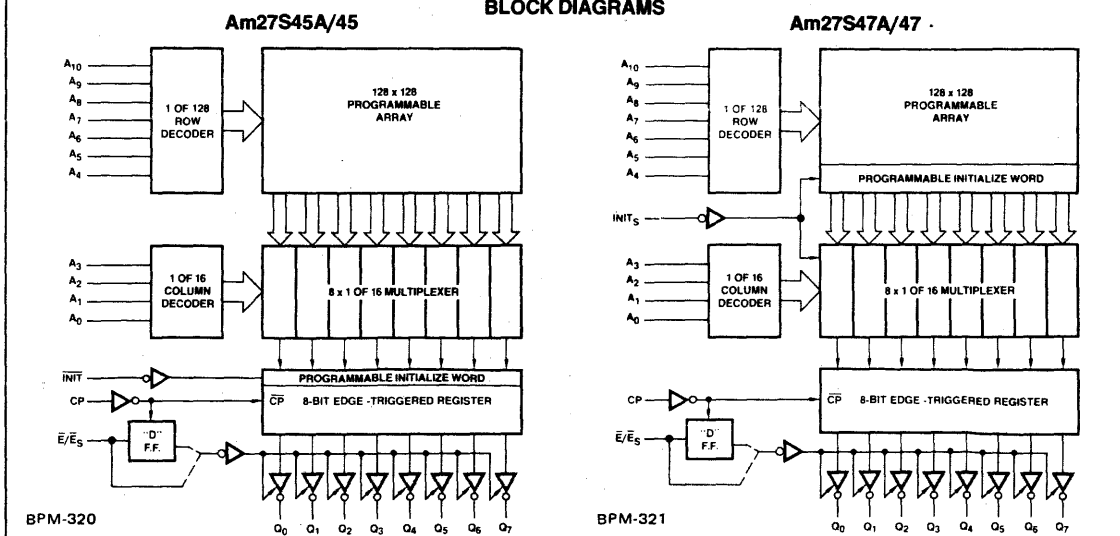 BLOCK DIAGRAMS
Am27S45A/45
A10
A9
A8
A7
A6
A5
A4
1 OF 128
ROW
DECODER
128 x 128
PROGRAMMABLE
ARRAY
A3
A2
A1
A0
1 OF 16
COLUMN
DECODER
8 x 1 OF 16 MULTIPLEXER
I̅N̅I̅T̅
PROGRAMMABLE INITIALIZE WORD
CP
C̅P̅ 8-BIT EDGE-TRIGGERED REGISTER
E̅/E̅S
"D"
F.F.
Q0 Q1 Q2 Q3 Q4 Q5 Q6 Q7
BPM-320
Am27S47A/47
A10
A9
A8
A7
A6
A5
A4
1 OF 128
ROW
DECODER
128 x 128
PROGRAMMABLE
ARRAY
PROGRAMMABLE INITIALIZE WORD
INITS
A3
A2
A1
A0
1 OF 16
COLUMN
DECODER
8 x 1 OF 16 MULTIPLEXER
CP
C̅P̅ 8-BIT EDGE-TRIGGERED REGISTER
E̅/E̅S
"D"
F.F.
Q0 Q1 Q2 Q3 Q4 Q5 Q6 Q7
BPM-321